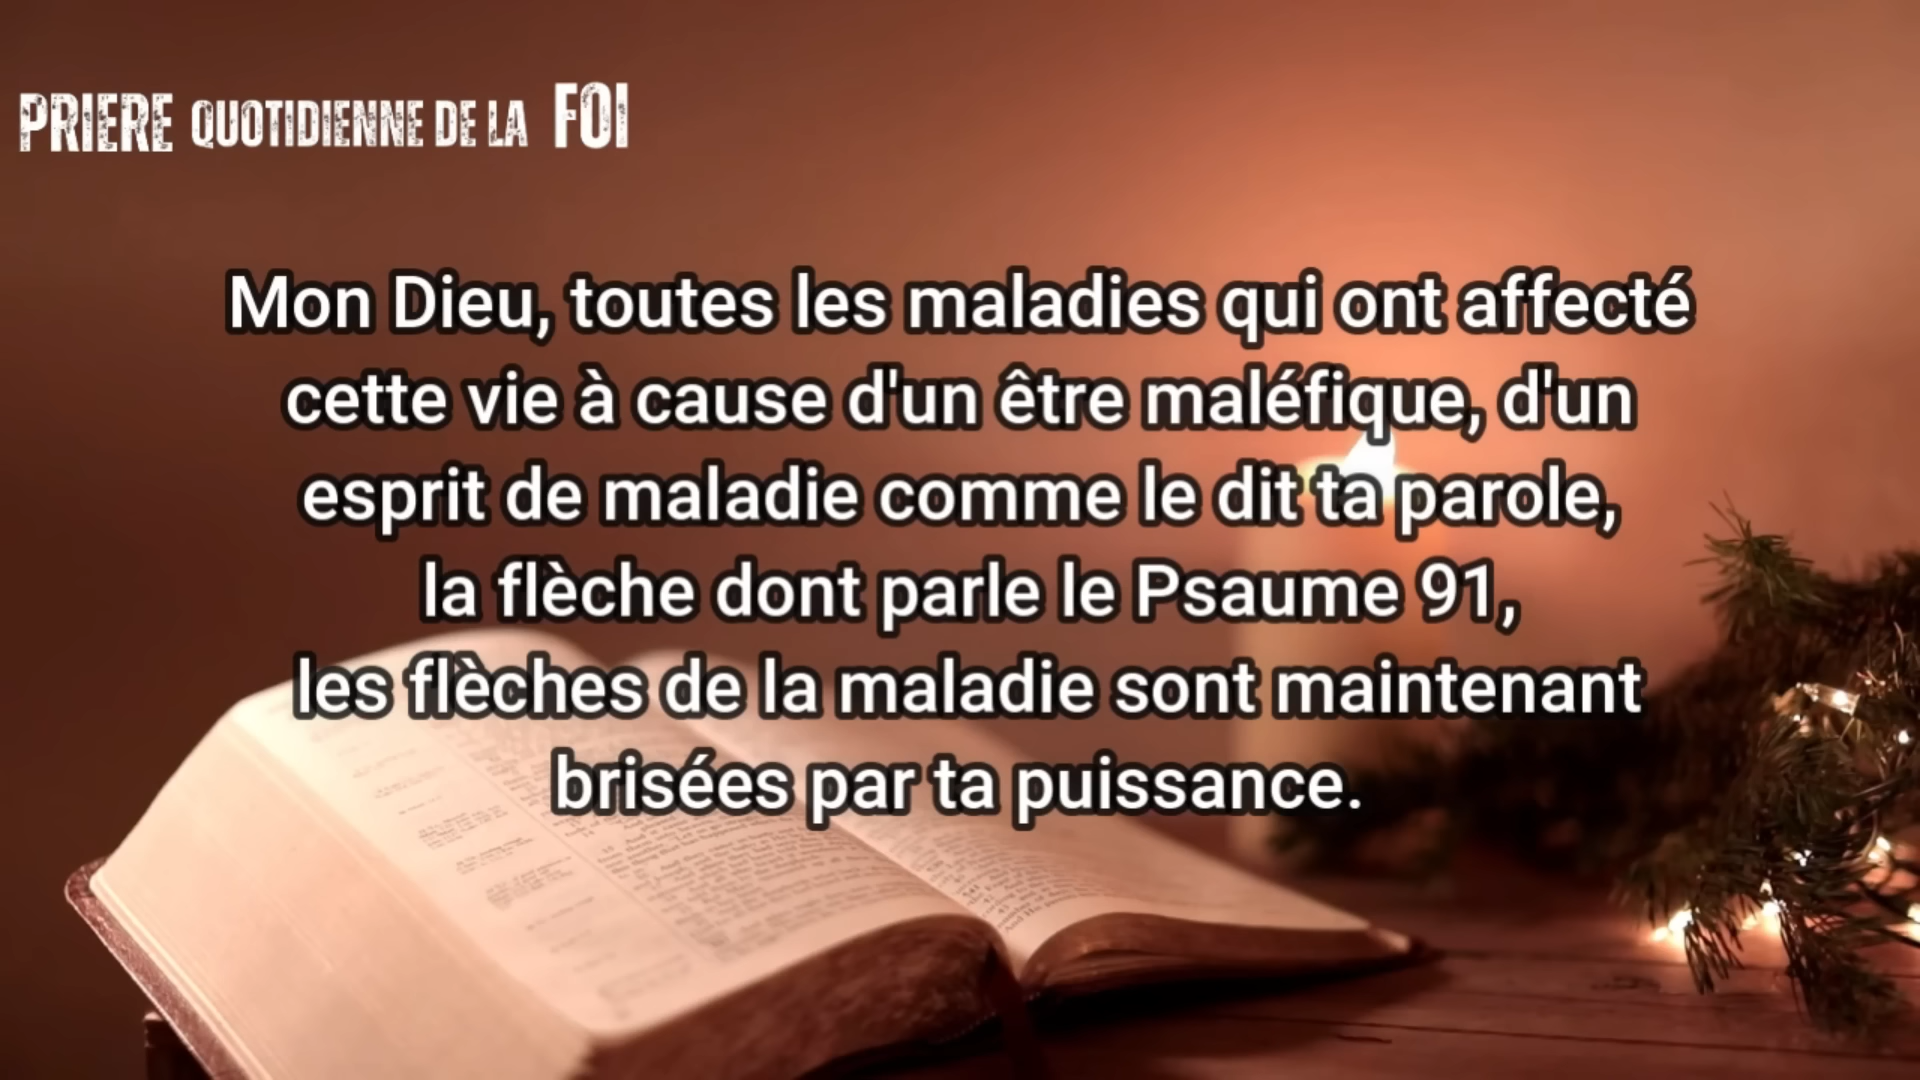 PRIERE QUOTIDIENNE DE LA FOI
Mon Dieu, toutes les maladies qui ont affecté
cette vie à cause d'un être maléfique, d'un
esprit de maladie comme le dit ta parole,
la flèche dont parle le Psaume 91,
les flèches de la maladie sont maintenant
brisées par ta puissance.